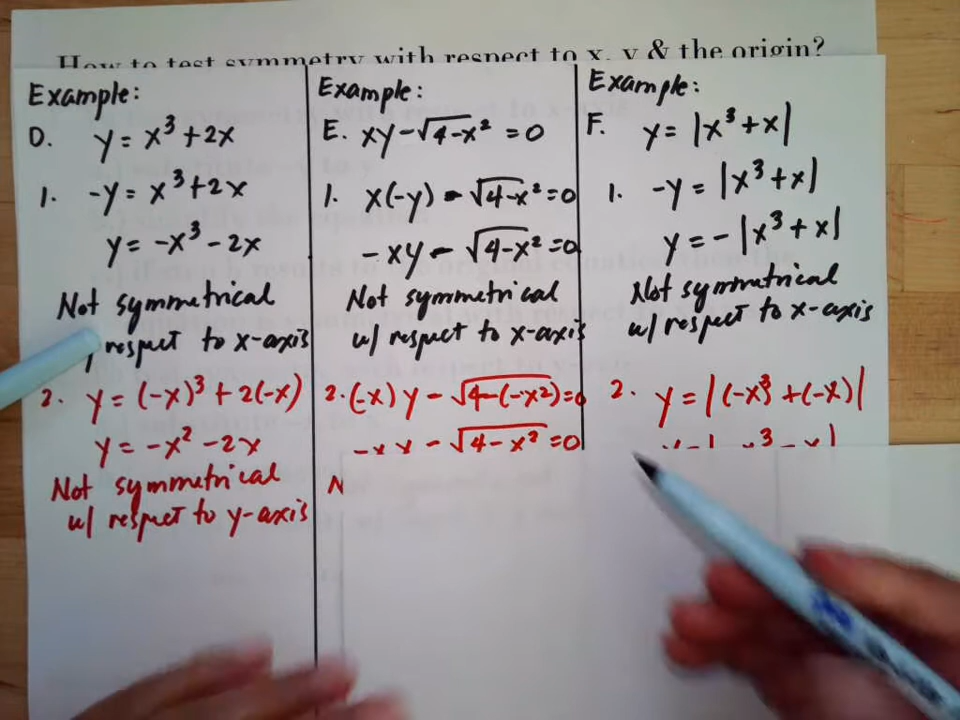 How to test symmetry with respect to x, y & the origin?
Example:
D. y = x³ + 2x
1. -y = x³ + 2x
y = -x³ - 2x
Not symmetrical
respect to x-axis
2. y = (-x)³ + 2(-x)
y = -x² - 2x
Not symmetrical
w/ respect to y-axis
Example:
E. xy - √4-x² = 0
1. x(-y) - √4-x² = 0
-xy - √4-x² = 0
Not symmetrical
w/ respect to x-axis
2. (-x) y - √4-(-x²) = 0
-xy - √4-x² = 0
N
Example:
F. y = |x³ + x|
1. -y = |x³ + x|
y = - |x³ + x|
Not symmetrical
w/ respect to x-axis
2. y = |(-x)³ + (-x)|